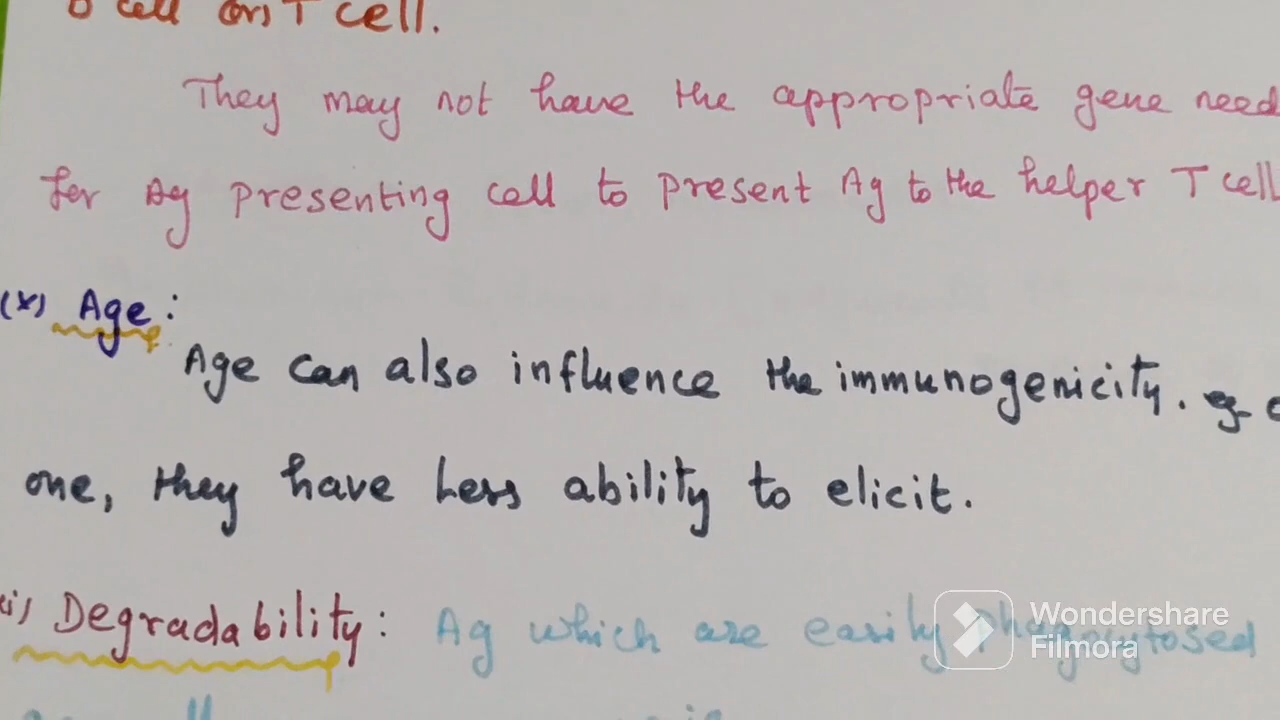 B cell (or) T cell.
They may not have the appropriate gene need
for Ag presenting cell to present Ag to the helper T cell
(x) Age:
Age can also influence the immunogenicity. eg
one, they have less ability to elicit.
Degradability: Ag which are easily Phagocytosed
Wondershare
Filmora